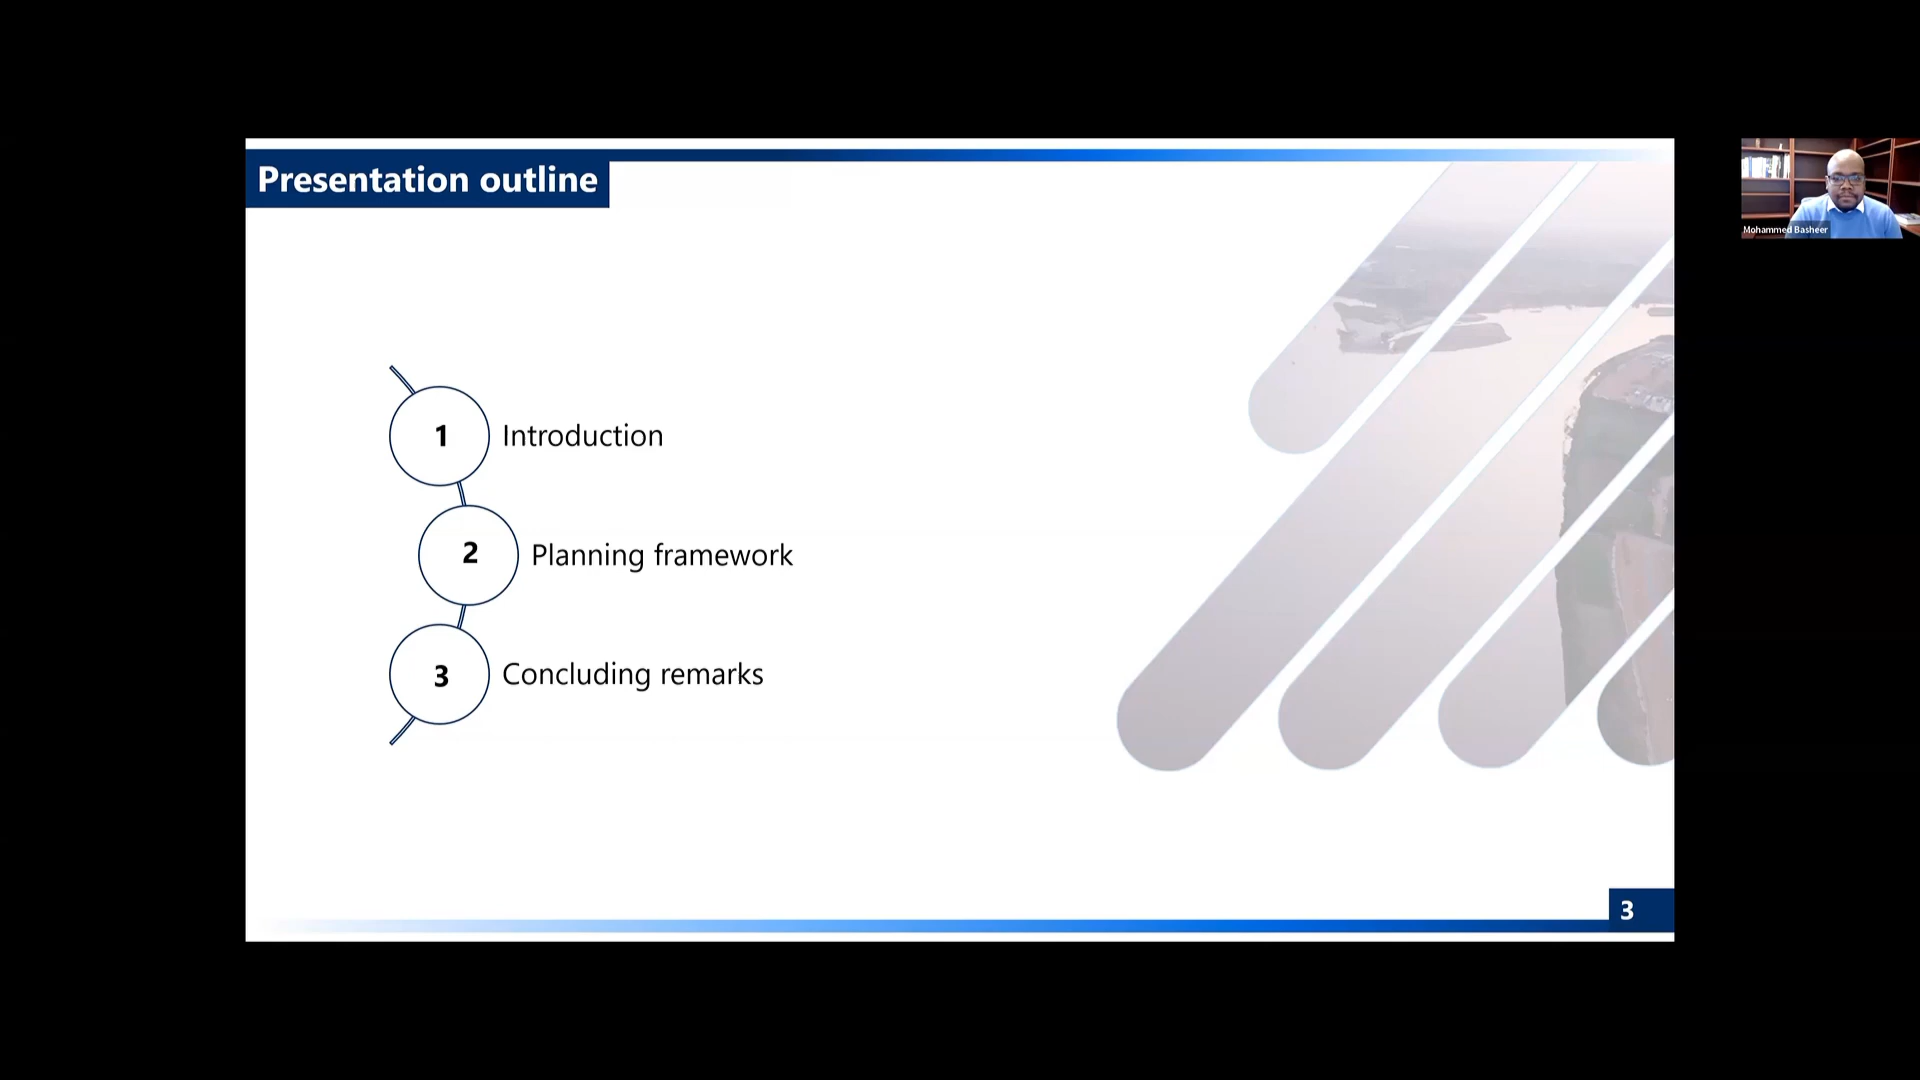 Presentation outline
Mohammed Basheer
1 Introduction
2 Planning framework
3 Concluding remarks
3